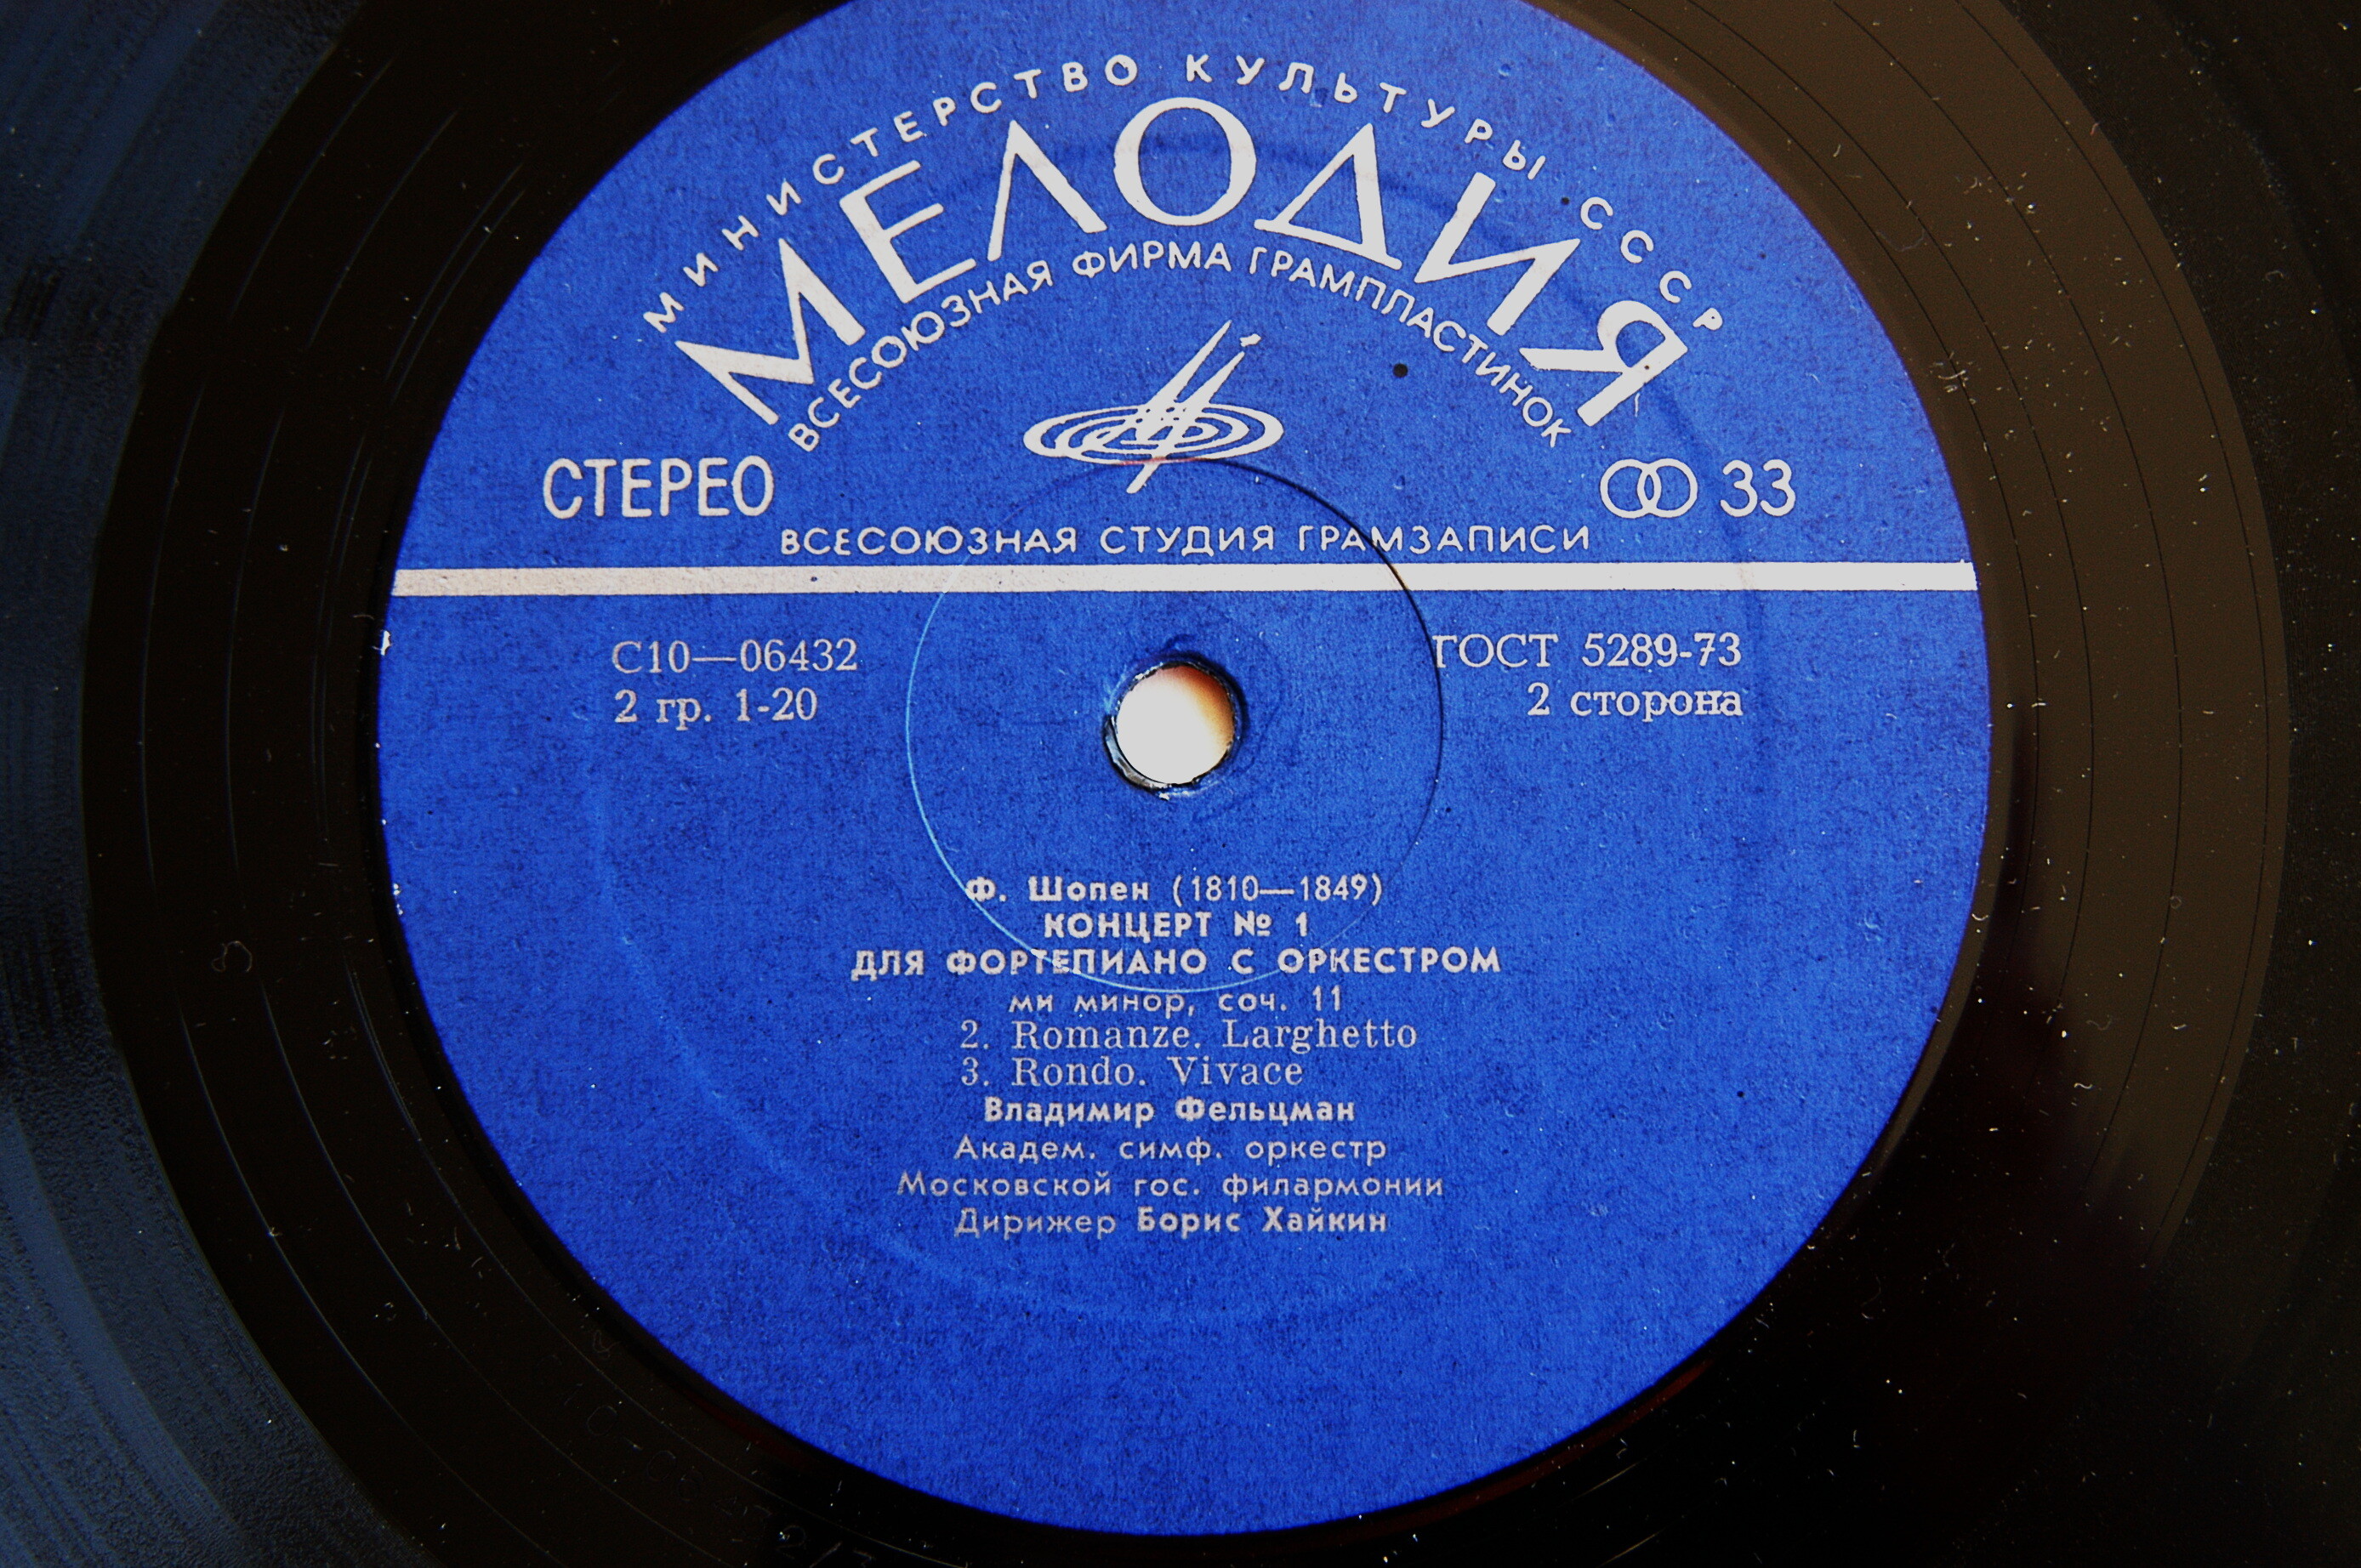 МИНИСТЕРСТВО КУЛЬТУРЫ СССР
МЕЛОДИЯ
ВСЕСОЮЗНАЯ ФИРМА ГРАМПЛАСТИНОК
СТЕРЕО
33
ВСЕСОЮЗНАЯ СТУДИЯ ГРАМЗАПИСИ
С10—06432
ГОСТ 5289-73
2 гр. 1-20
2 сторона
Ф. Шопен (1810—1849)
КОНЦЕРТ № 1
ДЛЯ ФОРТЕПИАНО С ОРКЕСТРОМ
ми минор, соч. 11
2. Romanze. Larghetto
3. Rondo. Vivace
Владимир Фельцман
Академ. симф. оркестр
Московской гос. филармонии
Дирижер Борис Хайкин